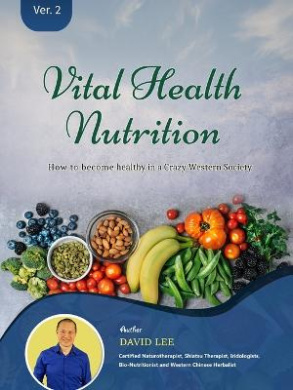 Ver. 2
Vital Health
Nutrition
How to become healthy in a Crazy Western Society
Author
DAVID LEE
Certified Naturotherapist, Shiatsu Therapist, Iridologist,
Bio-Nutritionist and Western Chinese Herbalist